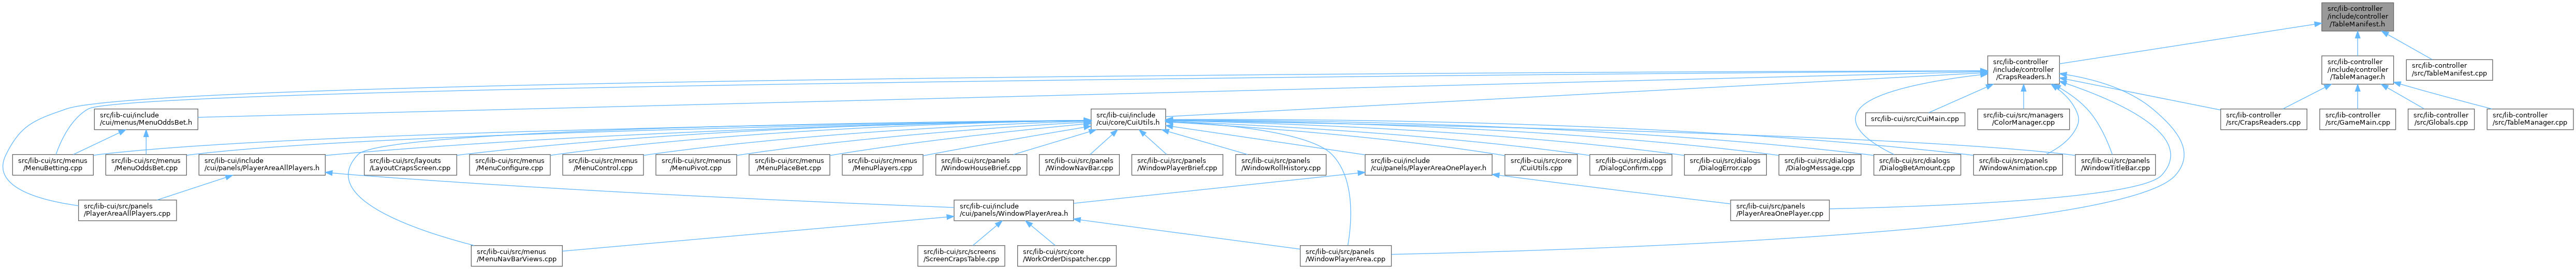 src/lib-controller
/include/controller
/TableManifest.h
src/lib-controller
/include/controller
/CrapsReaders.h
src/lib-controller
/include/controller
/TableManager.h
src/lib-controller
/src/TableManifest.cpp
src/lib-cui/include
/cui/menus/MenuOddsBet.h
src/lib-cui/include
/cui/core/CuiUtils.h
src/lib-cui/src/CuiMain.cpp
src/lib-cui/src/managers
/ColorManager.cpp
src/lib-controller
/src/CrapsReaders.cpp
src/lib-controller
/src/GameMain.cpp
src/lib-controller
/src/Globals.cpp
src/lib-controller
/src/TableManager.cpp
src/lib-cui/src/menus
/MenuBetting.cpp
src/lib-cui/src/menus
/MenuOddsBet.cpp
src/lib-cui/include
/cui/panels/PlayerAreaAllPlayers.h
src/lib-cui/src/layouts
/LayoutCrapsScreen.cpp
src/lib-cui/src/menus
/MenuConfigure.cpp
src/lib-cui/src/menus
/MenuControl.cpp
src/lib-cui/src/menus
/MenuPivot.cpp
src/lib-cui/src/menus
/MenuPlaceBet.cpp
src/lib-cui/src/menus
/MenuPlayers.cpp
src/lib-cui/src/panels
/WindowHouseBrief.cpp
src/lib-cui/src/panels
/WindowNavBar.cpp
src/lib-cui/src/panels
/WindowPlayerBrief.cpp
src/lib-cui/src/panels
/WindowRollHistory.cpp
src/lib-cui/include
/cui/panels/PlayerAreaOnePlayer.h
src/lib-cui/src/core
/CuiUtils.cpp
src/lib-cui/src/dialogs
/DialogConfirm.cpp
src/lib-cui/src/dialogs
/DialogError.cpp
src/lib-cui/src/dialogs
/DialogMessage.cpp
src/lib-cui/src/dialogs
/DialogBetAmount.cpp
src/lib-cui/src/panels
/WindowAnimation.cpp
src/lib-cui/src/panels
/WindowTitleBar.cpp
src/lib-cui/src/panels
/PlayerAreaAllPlayers.cpp
src/lib-cui/include
/cui/panels/WindowPlayerArea.h
src/lib-cui/src/panels
/PlayerAreaOnePlayer.cpp
src/lib-cui/src/menus
/MenuNavBarViews.cpp
src/lib-cui/src/screens
/ScreenCrapsTable.cpp
src/lib-cui/src/core
/WorkOrderDispatcher.cpp
src/lib-cui/src/panels
/WindowPlayerArea.cpp